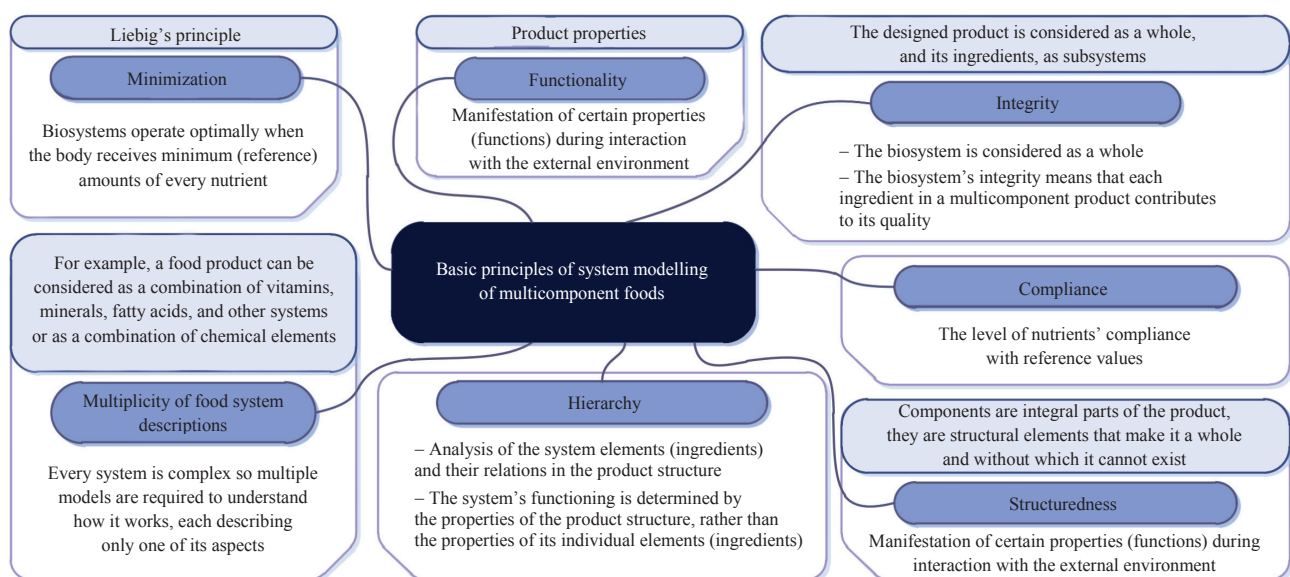 Liebig's principle
Minimization
Biosystems operate optimally when
the body receives minimum (reference)
amounts of every nutrient
Product properties
Functionality
Manifestation of certain properties
(functions) during interaction
with the external environment
The designed product is considered as a whole,
and its ingredients, as subsystems
Integrity
– The biosystem is considered as a whole
– The biosystem's integrity means that each
ingredient in a multicomponent product contributes
to its quality
Basic principles of system modelling
of multicomponent foods
For example, a food product can be
considered as a combination of vitamins,
minerals, fatty acids, and other systems
or as a combination of chemical elements
Multiplicity of food system
descriptions
Every system is complex so multiple
models are required to understand
how it works, each describing
only one of its aspects
Hierarchy
– Analysis of the system elements (ingredients)
and their relations in the product structure
– The system's functioning is determined by
the properties of the product structure, rather than
the properties of its individual elements (ingredients)
Compliance
The level of nutrients' compliance
with reference values
Components are integral parts of the product,
they are structural elements that make it a whole
and without which it cannot exist
Structuredness
Manifestation of certain properties (functions) during
interaction with the external environment